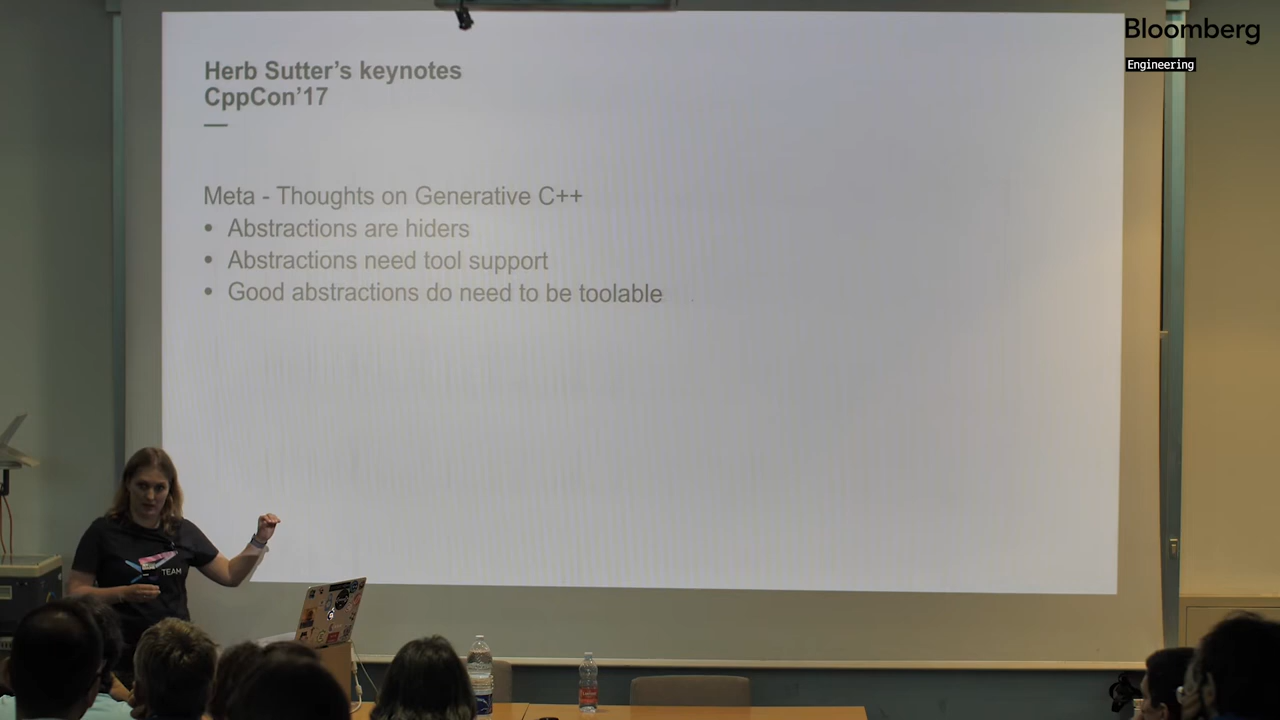 Bloomberg
Engineering
Herb Sutter's keynotes
CppCon'17
Meta - Thoughts on Generative C++
• Abstractions are hiders
• Abstractions need tool support
• Good abstractions do need to be toolable
TEAM